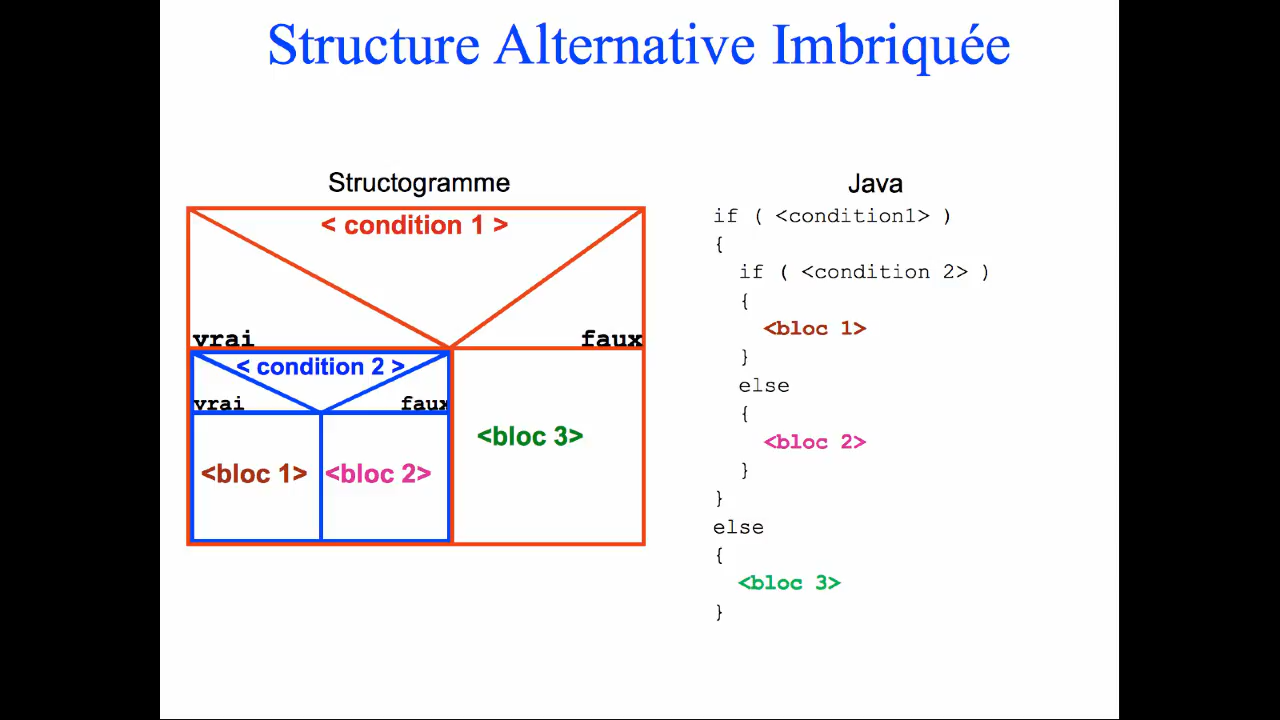 Structure Alternative Imbriquée
Structogramme
< condition 1 >
vrai
faux
< condition 2 >
vrai
faux
<bloc 1>
<bloc 2>
<bloc 3>
Java
if ( <condition1> )
{
if ( <condition 2> )
{
<bloc 1>
}
else
{
<bloc 2>
}
}
else
{
<bloc 3>
}